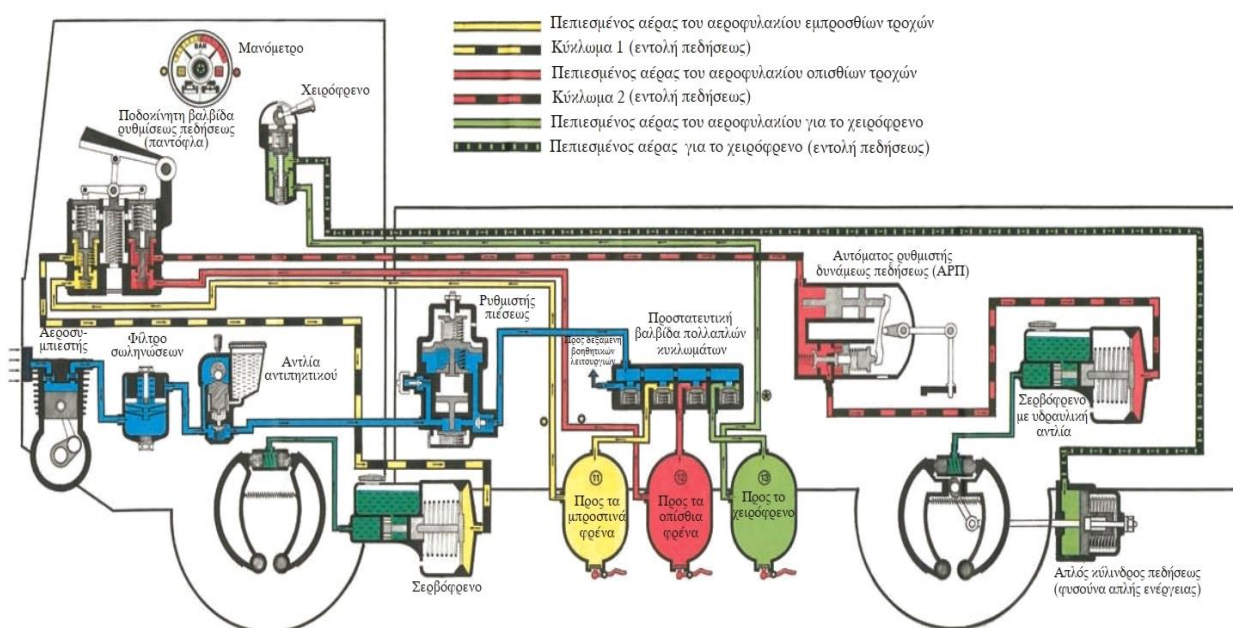 Πεπιεσμένος αέρας του αεροφυλακίου εμπροσθίων τροχών
Κύκλωμα 1 (εντολή πεδήσεως)
Πεπιεσμένος αέρας του αεροφυλακίου οπισθίων τροχών
Κύκλωμα 2 (εντολή πεδήσεως)
Πεπιεσμένος αέρας του αεροφυλακίου για το χειρόφρενο
Πεπιεσμένος αέρας για το χειρόφρενο (εντολή πεδήσεως)
BAR
Μανόμετρο
Χειρόφρενο
Ποδοκίνητη βαλβίδα
ρυθμίσεως πεδήσεως
(παντόφλα)
Αεροσυ-
μπιεστής
Φίλτρο
σωληνώσεων
Αντλία
αντιπηκτικού
Ρυθμιστής
πιέσεως
Προς δεξαμενή
βοηθητικών
λειτουργιών
Προστατευτική
βαλβίδα πολλαπλών
κυκλωμάτων
Αυτόματος ρυθμιστής
δυνάμεως πεδήσεως (ΑΡΠ)
Σερβόφρενο
με υδραυλική
αντλία
11
Προς τα
μπροστινά
φρένα
12
Προς τα
οπίσθια
φρένα
13
Προς το
χειρόφρενο
Σερβόφρενο
Απλός κύλινδρος πεδήσεως
(φυσούνα απλής ενέργειας)